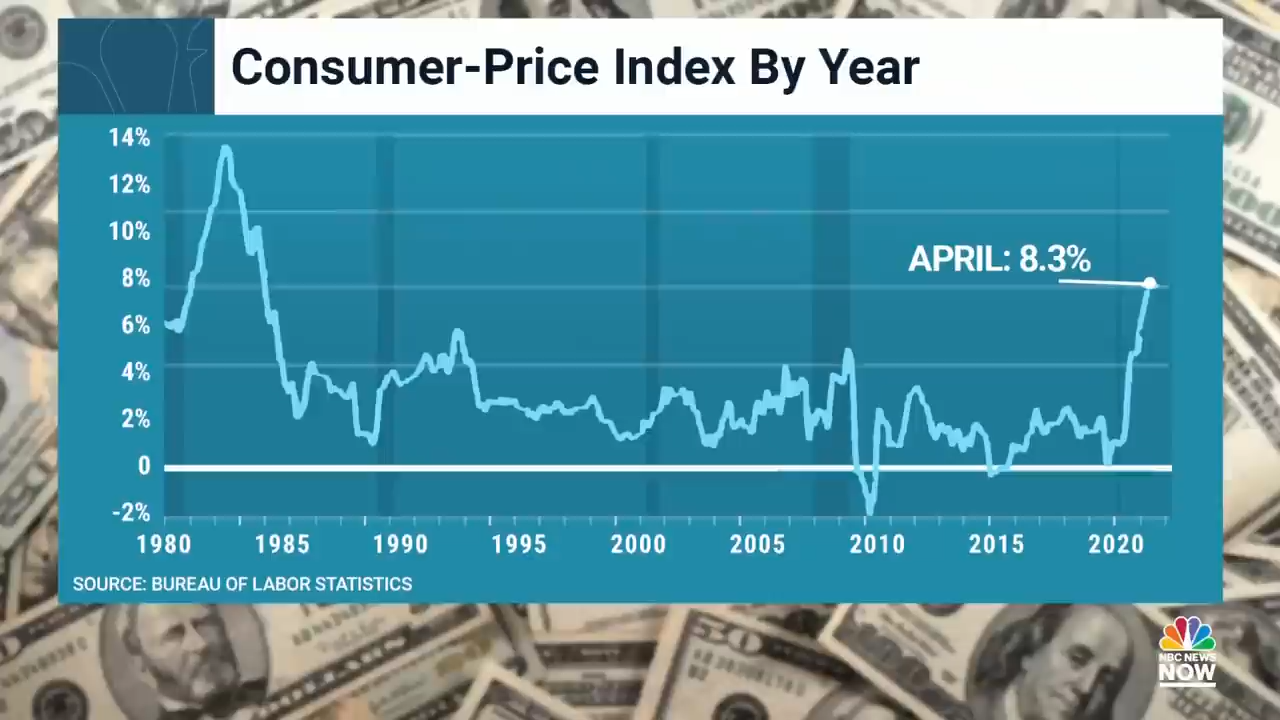 Consumer-Price Index By Year
14%
12%
10%
8%
6%
4%
2%
0
-2%
APRIL: 8.3%
1980 1985 1990 1995 2000 2005 2010 2015 2020
SOURCE: BUREAU OF LABOR STATISTICS
NBC NEWS
NOW